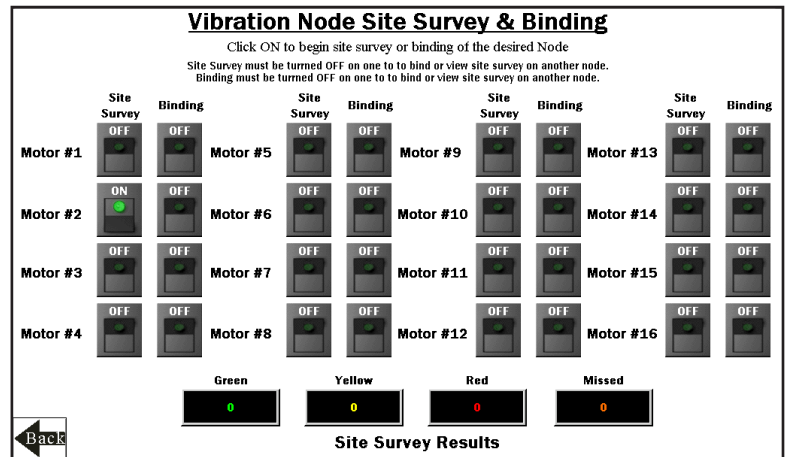 Vibration Node Site Survey & Binding
Click ON to begin site survey or binding of the desired Node
Site Survey must be turnned OFF on one to to bind or view site survey on another node.
Binding must be turrned OFF on one to to bind or view site survey on another node.
Site Survey Binding Site Survey Binding Site Survey Binding Site Survey Binding
OFF OFF OFF OFF OFF OFF OFF OFF
Motor #1 Motor #5 Motor #9 Motor #13
ON OFF OFF OFF OFF OFF OFF OFF
Motor #2 Motor #6 Motor #10 Motor #14
OFF OFF OFF OFF OFF OFF OFF OFF
Motor #3 Motor #7 Motor #11 Motor #15
OFF OFF OFF OFF OFF OFF OFF OFF
Motor #4 Motor #8 Motor #12 Motor #16
Green Yellow Red Missed
0 0 0 0
Back
Site Survey Results